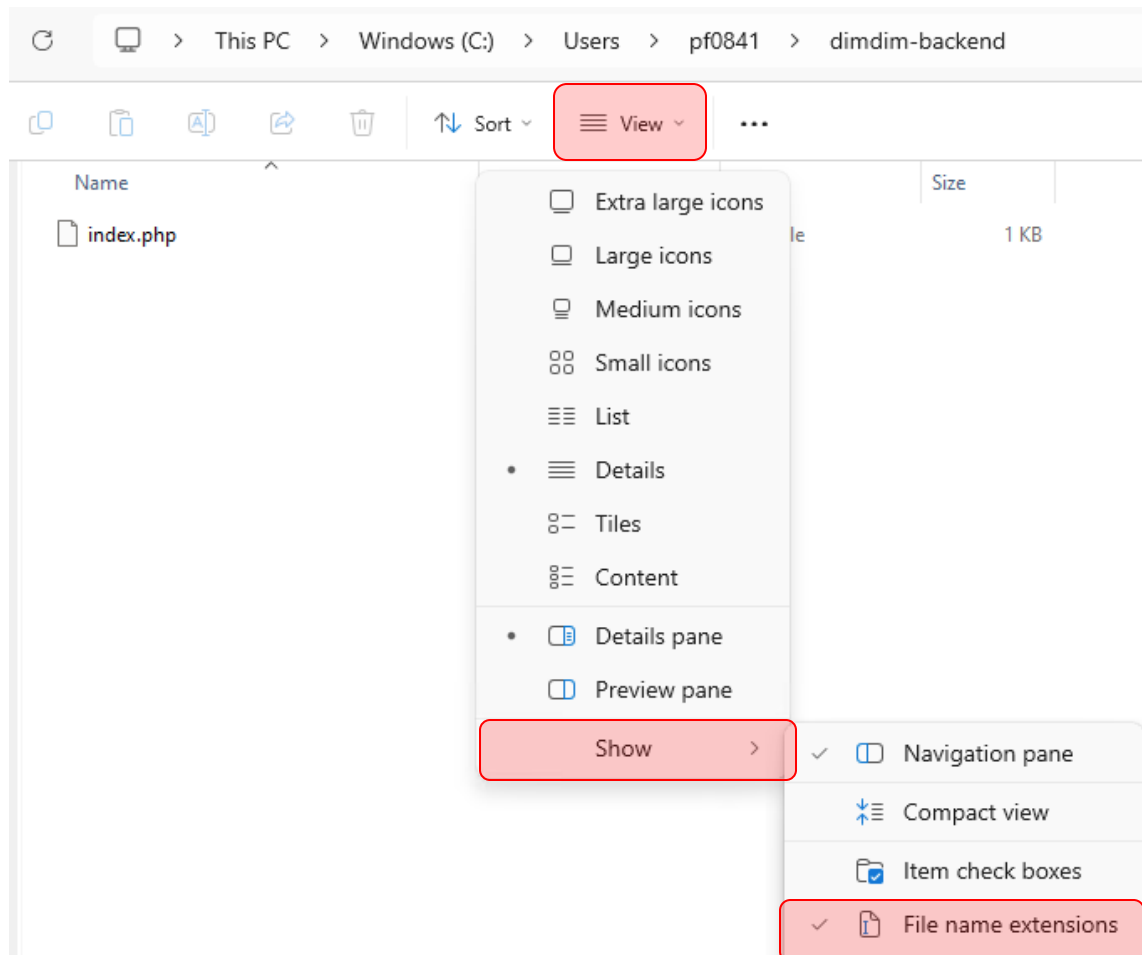 This PC > Windows (C:) > Users > pf0841 > dimdim-backend
Sort View ...
Name Size
index.php le 1 KB
Extra large icons
Large icons
Medium icons
Small icons
List
Details
Tiles
Content
Details pane
Preview pane
Show
Navigation pane
Compact view
Item check boxes
File name extensions